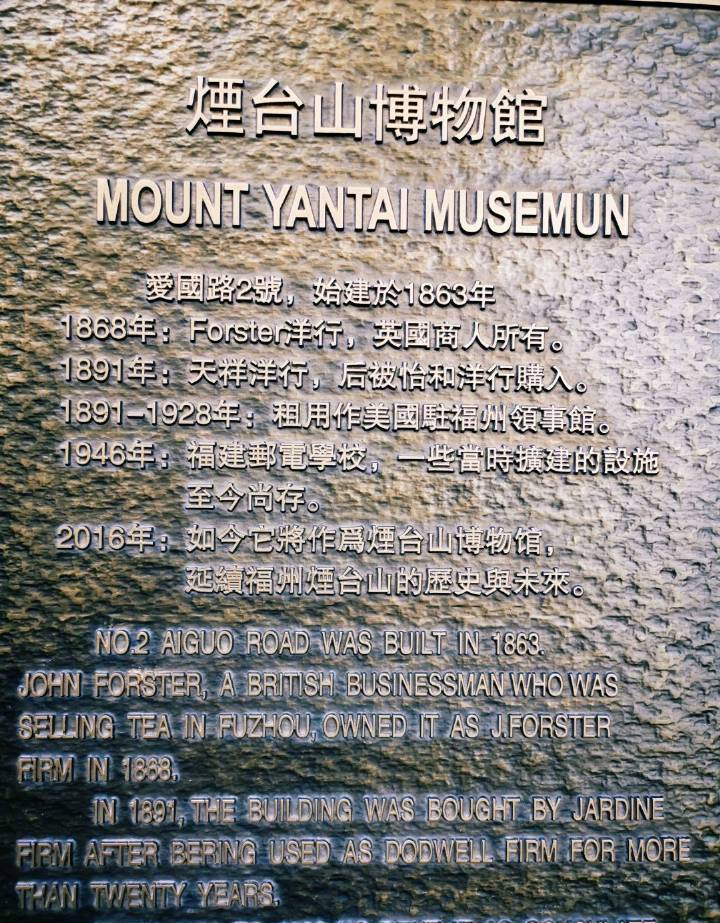 煙台山博物館
MOUNT YANTAI MUSEMUN
愛國路2號，始建於1863年
1868年：Forster洋行，英國商人所有。
1891年：天祥洋行，后被怡和洋行購入。
1891-1928年：租用作美國駐福州領事館。
1946年：福建郵電學校，一些當時擴建的設施
至今尚存。
2016年：如今它將作爲煙台山博物馆，
延續福州煙台山的歷史與未來。
NO.2 AIGUO ROAD WAS BUILT IN 1863.
JOHN FORSTER, A BRITISH BUSINESSMAN WHO WAS
SELLING TEA IN FUZHOU, OWNED IT AS J.FORSTER
FIRM IN 1868.
IN 1891, THE BUILDING WAS BOUGHT BY JARDINE
FIRM AFTER BERING USED AS DODWELL FIRM FOR MORE
THAN TWENTY YEARS.